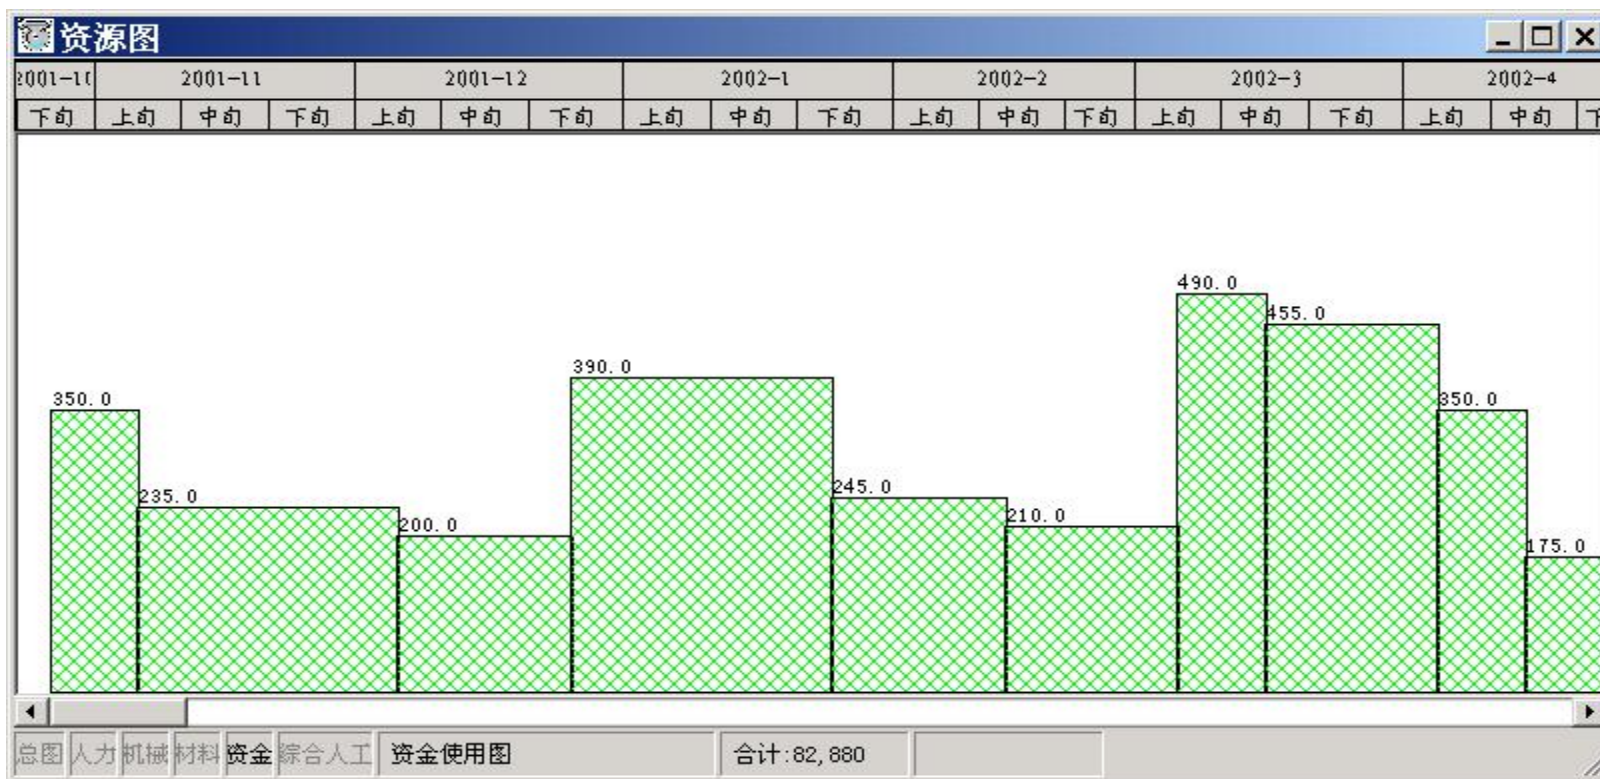 资源图
2001-11 2001-12 2002-1 2002-2 2002-3 2002-4
下旬 上旬 中旬 下旬 上旬 中旬 下旬 上旬 中旬 下旬 上旬 中旬 下旬 上旬 中旬 下旬 上旬 中旬
490.0
455.0
390.0
350.0 350.0
235.0 245.0
200.0 210.0
175.0
总图 人力 机械 材料 资金 综合人工 资金使用图 合计:82,880